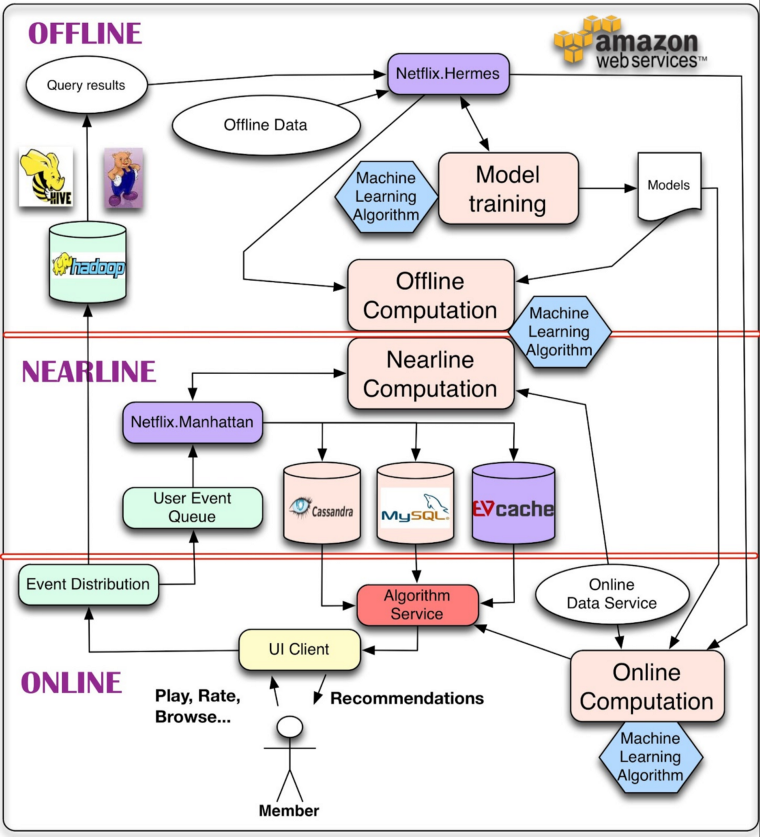 OFFLINE
amazon
web services™
Query results
Netflix.Hermes
Offline Data
HIVE
Machine
Learning
Algorithm
Model
training
Models
hadoop
Offline
Computation
Machine
Learning
Algorithm
NEARLINE
Nearline
Computation
Netflix.Manhattan
User Event
Queue
Cassandra
MySQL®
EVcache
Event Distribution
Algorithm
Service
Online
Data Service
UI Client
ONLINE
Play, Rate,
Browse...
Recommendations
Online
Computation
Machine
Learning
Algorithm
Member